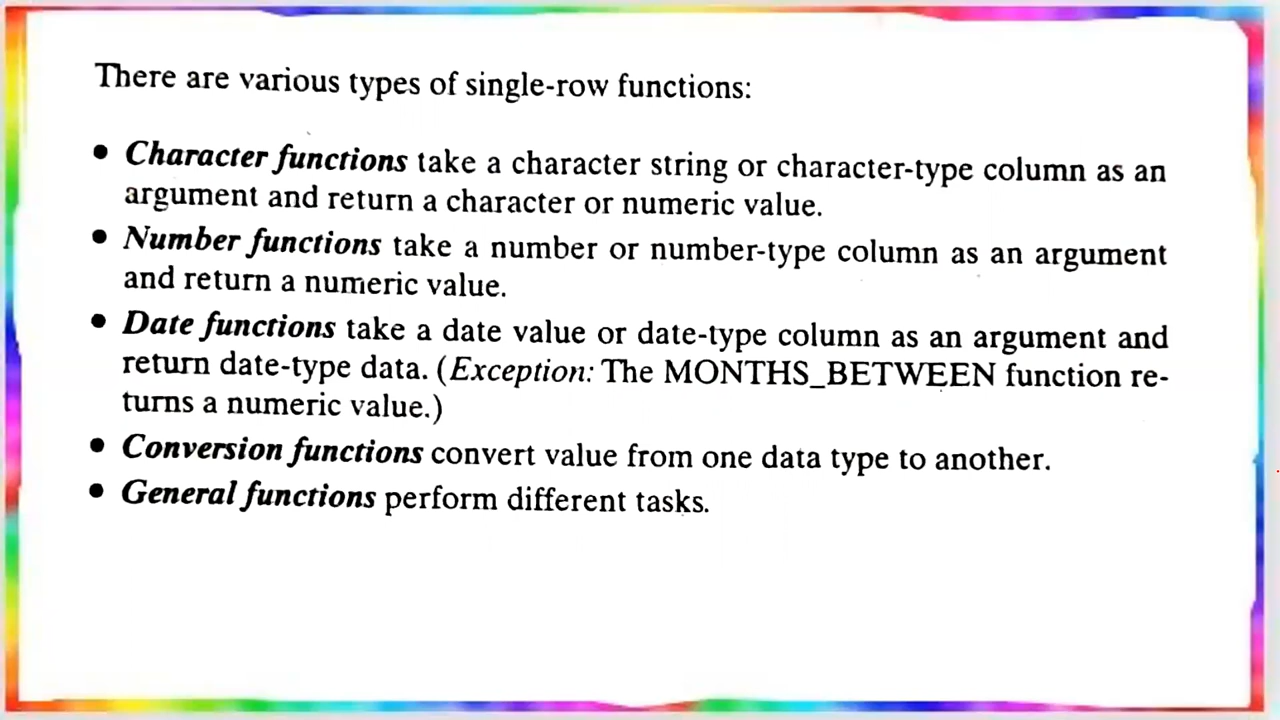 There are various types of single-row functions:
• Character functions take a character string or character-type column as an
argument and return a character or numeric value.
• Number functions take a number or number-type column as an argument
and return a numeric value.
• Date functions take a date value or date-type column as an argument and
return date-type data. (Exception: The MONTHS_BETWEEN function re-
turns a numeric value.)
• Conversion functions convert value from one data type to another.
• General functions perform different tasks.